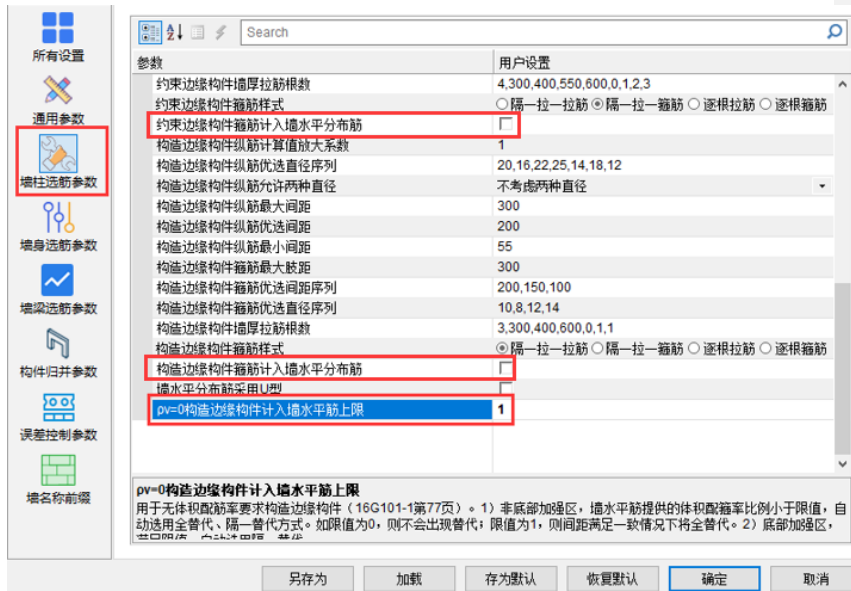 所有设置
通用参数
墙柱选筋参数
墙身选筋参数
墙梁选筋参数
构件归并参数
误差控制参数
墙名称前缀
Search
参数 用户设置
约束边缘构件墙厚拉筋根数 4,300,400,550,600,0,1,2,3
约束边缘构件箍筋样式 隔一拉一拉筋 隔一拉一箍筋 逐根拉筋 逐根箍筋
约束边缘构件箍筋计入墙水平分布筋
构造边缘构件纵筋计算值放大系数 1
构造边缘构件纵筋优选直径序列 20,16,22,25,14,18,12
构造边缘构件纵筋允许两种直径 不考虑两种直径
构造边缘构件纵筋最大间距 300
构造边缘构件纵筋优选间距 200
构造边缘构件纵筋最小间距 55
构造边缘构件箍筋最大肢距 300
构造边缘构件箍筋优选间距序列 200,150,100
构造边缘构件箍筋优选直径序列 10,8,12,14
构造边缘构件墙厚拉筋根数 3,300,400,600,0,1,1
构造边缘构件箍筋样式 隔一拉一拉筋 隔一拉一箍筋 逐根拉筋 逐根箍筋
构造边缘构件箍筋计入墙水平分布筋
墙水平分布筋采用U型
ρv=0构造边缘构件计入墙水平筋上限 1
ρv=0构造边缘构件计入墙水平筋上限
用于无体积配筋率要求构造边缘构件（16G101-1第77页）。1）非底部加强区，墙水平筋提供的体积配箍率比例小于限值，自
动选用全替代、隔一替代方式。如限值为0，则不会出现替代；限值为1，则间距满足一致情况下将全替代。2）底部加强区，
另存为 加载 存为默认 恢复默认 确定 取消